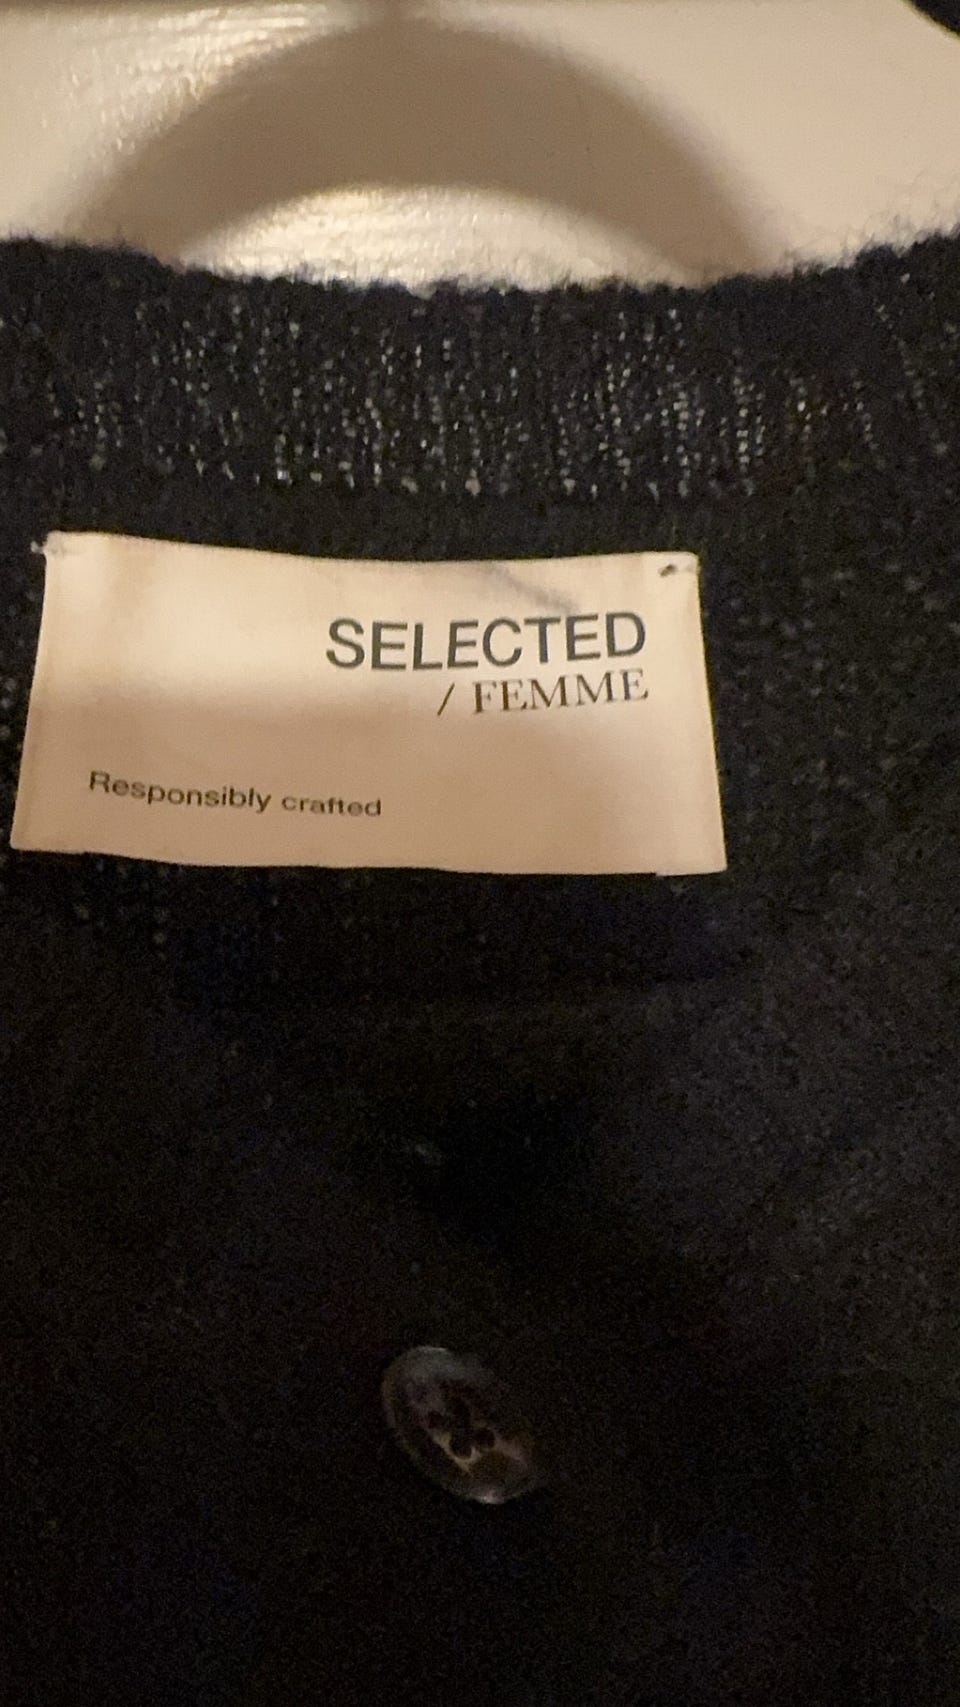 SELECTED
/ FEMME
Responsibly crafted